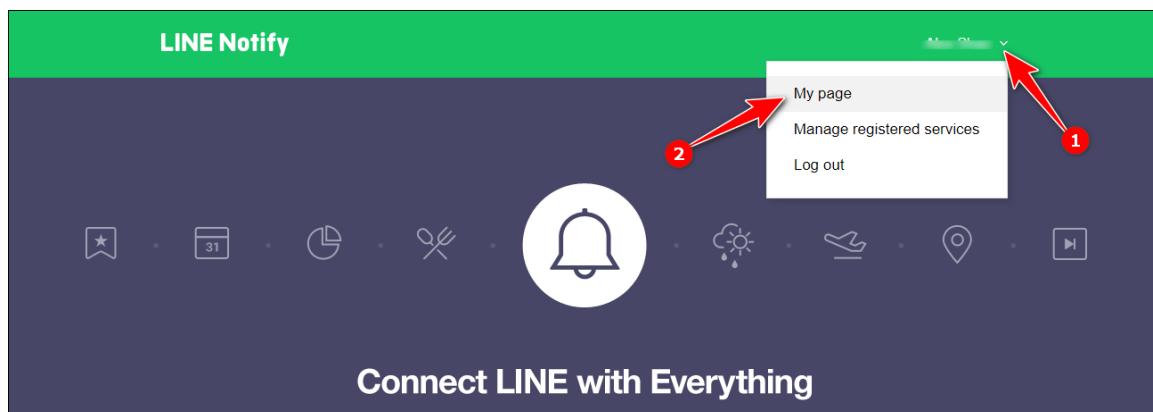 LINE Notify
1
My page
2
Manage registered services
Log out
31
Connect LINE with Everything